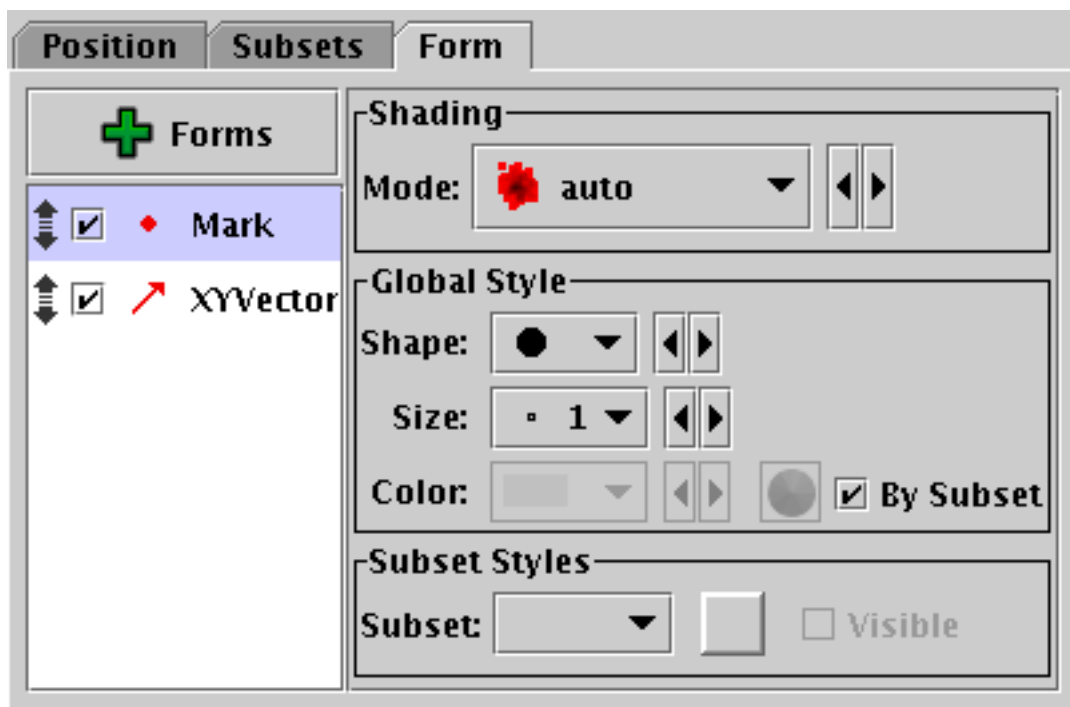 Position Subsets Form
Forms
Mark
XYVector
Shading
Mode: auto
Global Style
Shape:
Size: 1
Color: By Subset
Subset Styles
Subset: Visible